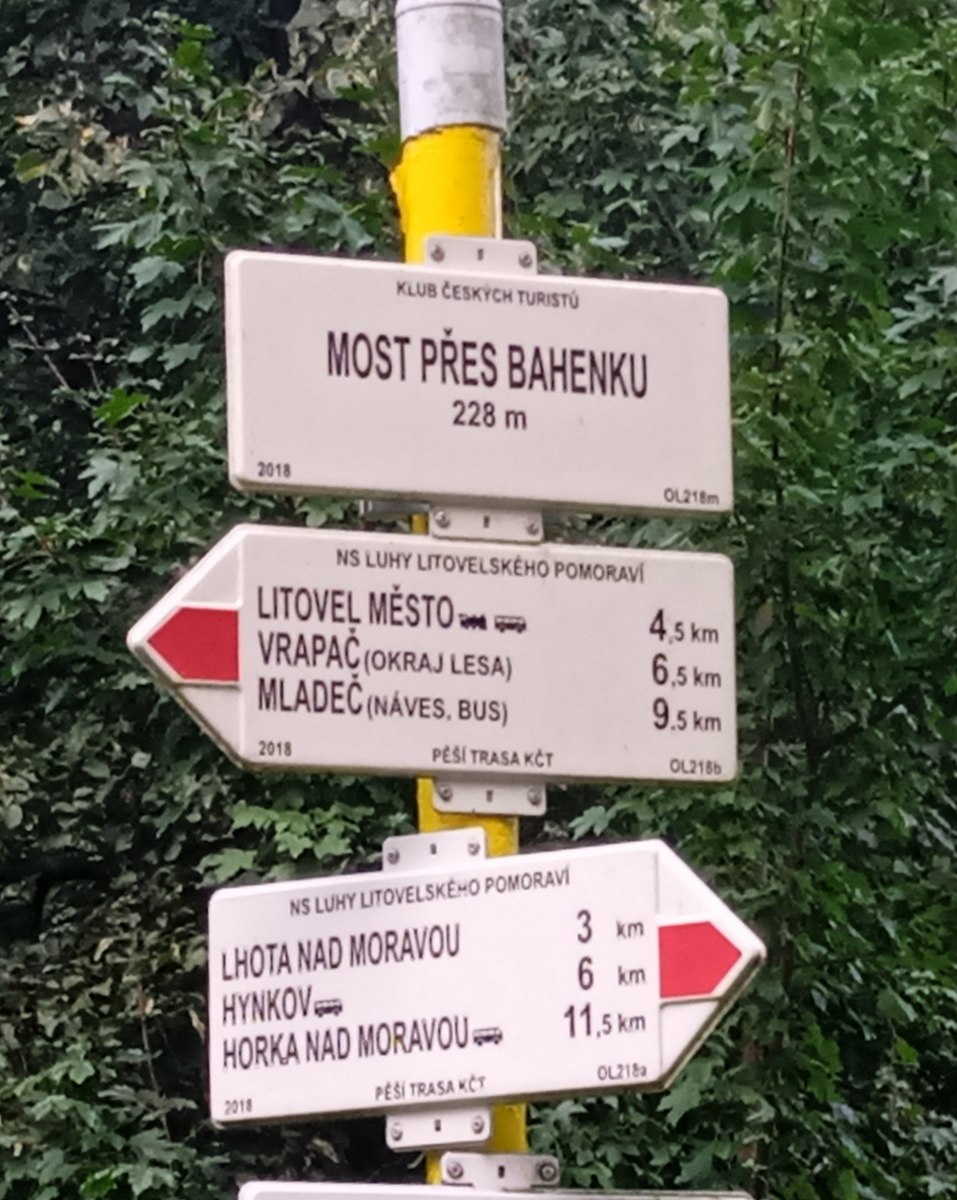 KLUB ČESKÝCH TURISTŮ
MOST PŘES BAHENKU
228 m
2018 OL218m
NS LUHY LITOVELSKÉHO POMORAVÍ
LITOVEL MĚSTO 4,5 km
VRAPAČ (OKRAJ LESA) 6,5 km
MLADEČ (NÁVES, BUS) 9.5 km
2018 PĚŠÍ TRASA KČT OL218b
NS LUHY LITOVELSKÉHO POMORAVÍ
LHOTA NAD MORAVOU 3 km
HYNKOV 6 km
HORKA NAD MORAVOU 11,5 km
2018 PĚŠÍ TRASA KČT OL218a